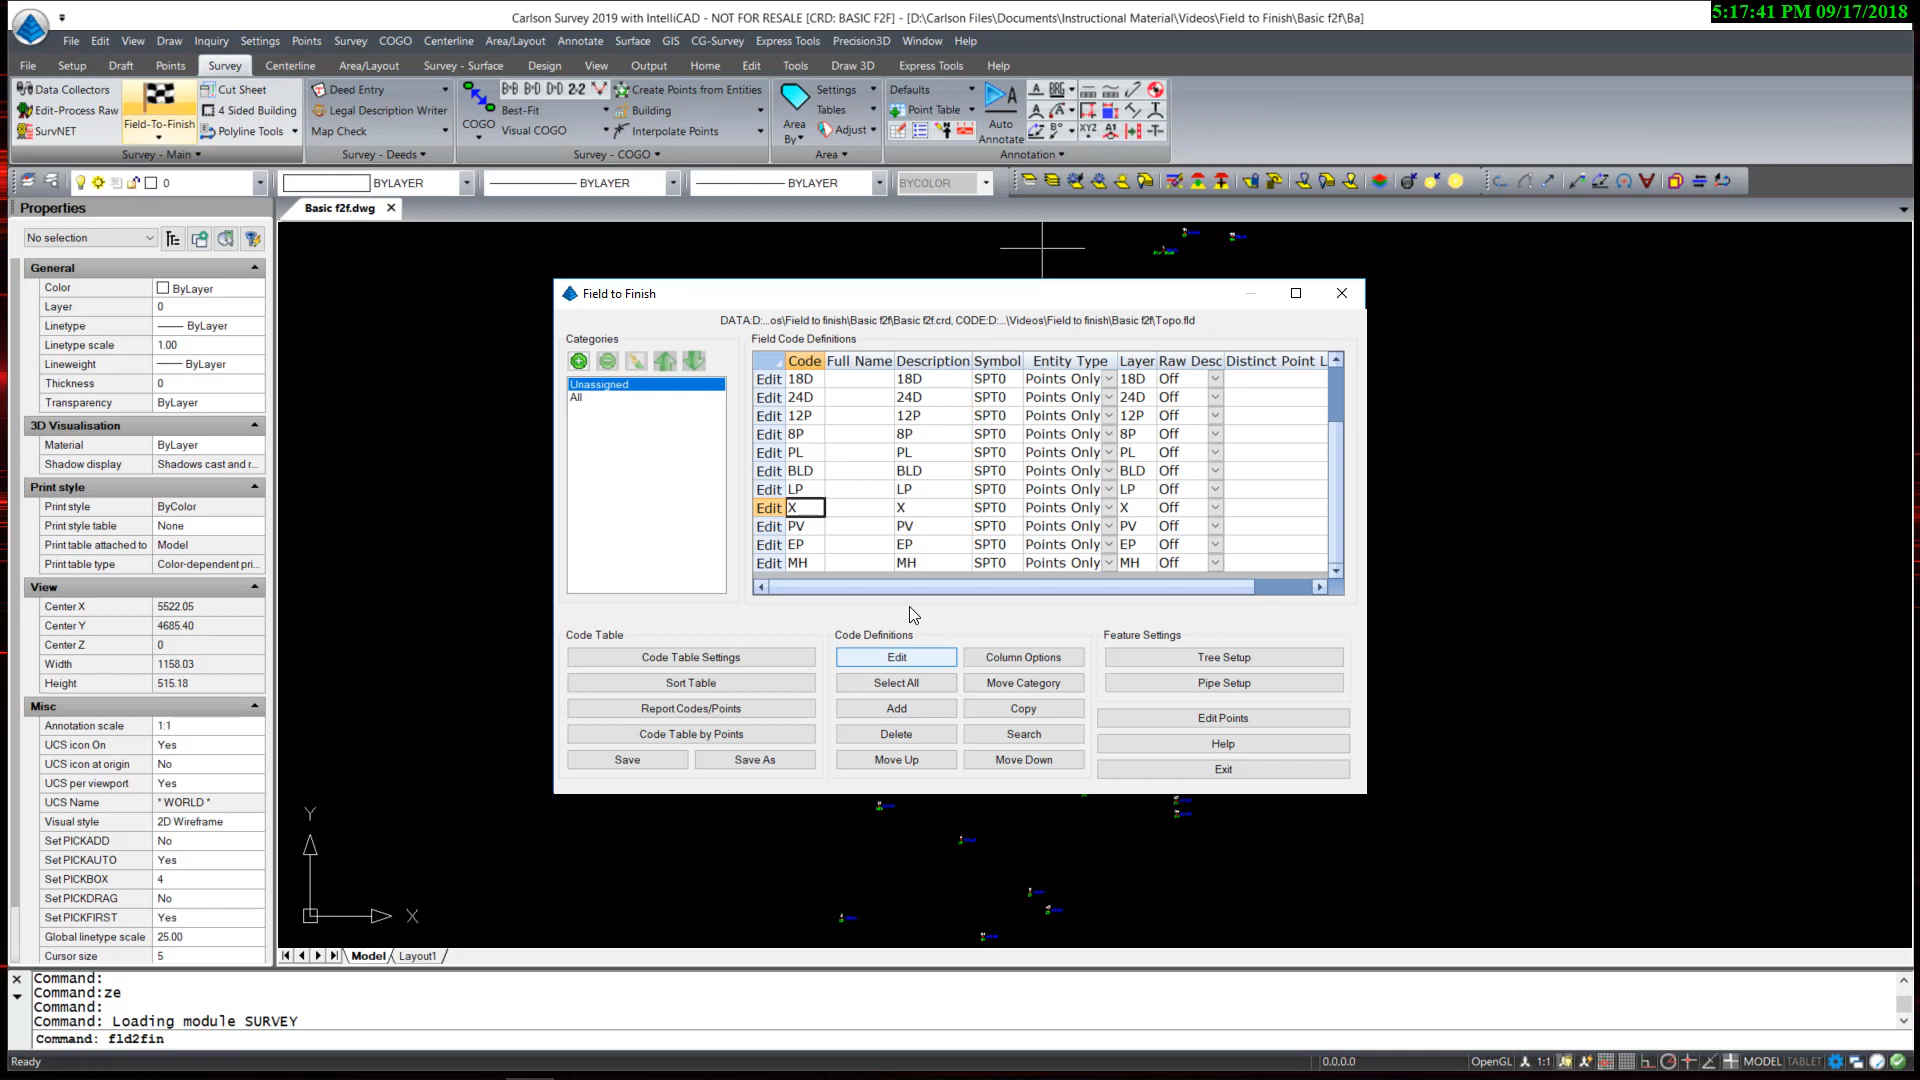 5:17:41 PM 09/17/2018
Carlson Survey 2019 with IntelliCAD - NOT FOR RESALE [CRD: BASIC F2F] - [D:\Carlson Files\Documents\Instructional Material\Videos\Field to Finish\Basic f2f\Ba]
File Edit View Draw Inquiry Settings Points Survey COGO Centerline Area/Layout Annotate Surface GIS CG-Survey Express Tools Precision3D Window Help
File Setup Draft Points Survey Centerline Area/Layout Survey - Surface Design View Output Home Edit Tools Draw 3D Express Tools Help
Data Collectors Cut Sheet Deed Entry Create Points from Entities Settings Defaults
Edit-Process Raw 4 Sided Building Legal Description Writer Best-Fit Building Tables Point Table
SurvNET Field-To-Finish Polyline Tools Map Check COGO Visual COGO Interpolate Points Area By Adjust Auto Annotate
Survey - Main Survey - Deeds Survey - COGO Area Annotation
0 BYLAYER BYLAYER BYLAYER BYCOLOR
Properties
Basic f2f.dwg
No selection
General
Color ByLayer
Layer 0
Linetype ByLayer
Linetype scale 1.00
Lineweight ByLayer
Thickness 0
Transparency ByLayer
3D Visualisation
Material ByLayer
Shadow display Shadows cast and r...
Print style
Print style ByColor
Print style table None
Print table attached to Model
Print table type Color-dependent pri...
View
Center X 5522.05
Center Y 4685.40
Center Z 0
Width 1158.03
Height 515.18
Misc
Annotation scale 1:1
UCS icon On Yes
UCS icon at origin No
UCS per viewport Yes
UCS Name * WORLD *
Visual style 2D Wireframe
Set PICKADD No
Set PICKAUTO Yes
Set PICKBOX 4
Set PICKDRAG No
Set PICKFIRST Yes
Global linetype scale 25.00
Cursor size 5
Field to Finish
DATA:D:...os\Field to finish\Basic f2f\Basic f2f.crd, CODE:D:...\Videos\Field to finish\Basic f2f\Topo.fld
Categories
Unassigned
All
Field Code Definitions
Code Full Name Description Symbol Entity Type Layer Raw Desc Distinct Point L
Edit 18D 18D SPT0 Points Only 18D Off
Edit 24D 24D SPT0 Points Only 24D Off
Edit 12P 12P SPT0 Points Only 12P Off
Edit 8P 8P SPT0 Points Only 8P Off
Edit PL PL SPT0 Points Only PL Off
Edit BLD BLD SPT0 Points Only BLD Off
Edit LP LP SPT0 Points Only LP Off
Edit X X SPT0 Points Only X Off
Edit PV PV SPT0 Points Only PV Off
Edit EP EP SPT0 Points Only EP Off
Edit MH MH SPT0 Points Only MH Off
Code Table
Code Table Settings
Sort Table
Report Codes/Points
Code Table by Points
Save Save As
Code Definitions
Edit Column Options
Select All Move Category
Add Copy
Delete Search
Move Up Move Down
Feature Settings
Tree Setup
Pipe Setup
Edit Points
Help
Exit
Y
X
Model Layout1
Command:
Command:ze
Command:
Command: Loading module SURVEY
Command: fld2fin
Ready 0,0,0.0 OpenGL 1:1 MODEL TABLET